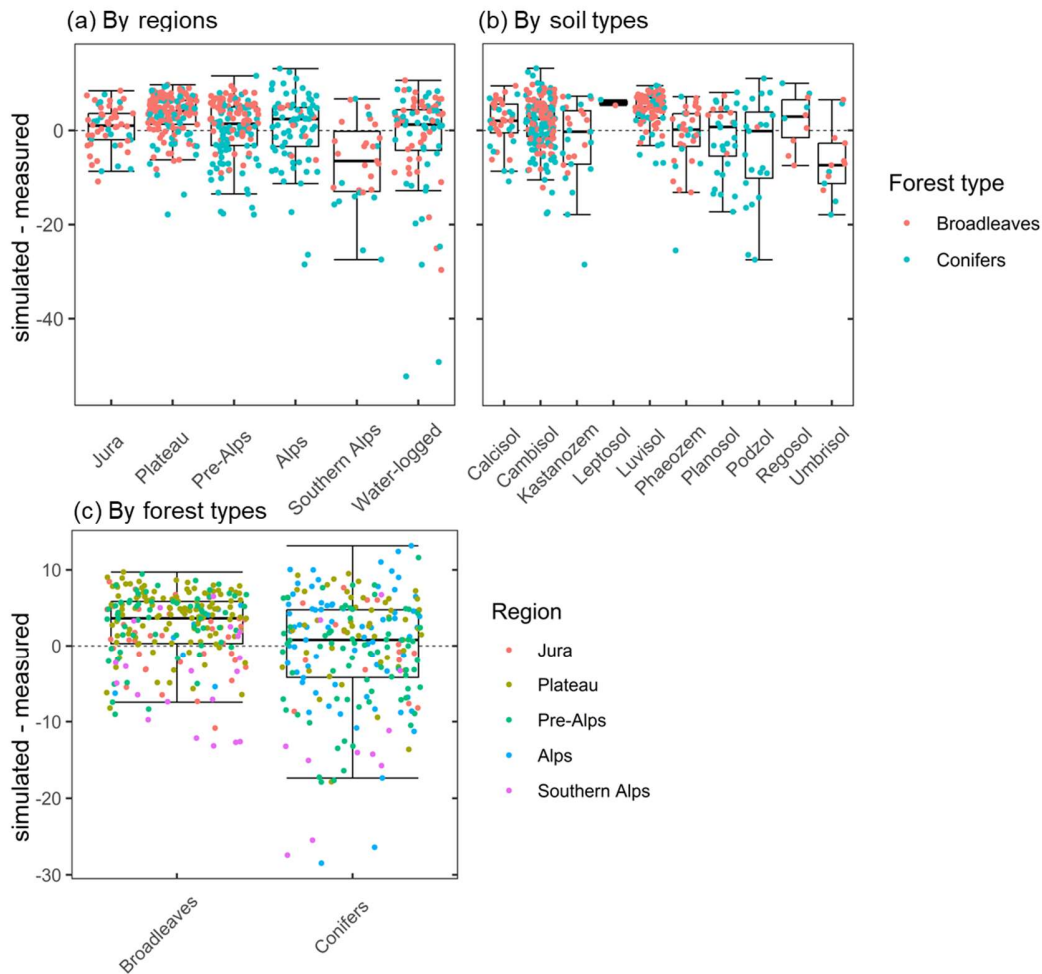 (a) By regions
(b) By soil types
simulated - measured
0
-20
-40
Jura
Plateau
Pre-Alps
Alps
Southern Alps
Water-logged
Calcisol
Cambisol
Kastanozem
Leptosol
Luvisol
Phaeozem
Planosol
Podzol
Regosol
Umbrisol
Forest type
Broadleaves
Conifers
(c) By forest types
simulated - measured
10
0
-10
-20
-30
Broadleaves
Conifers
Region
Jura
Plateau
Pre-Alps
Alps
Southern Alps